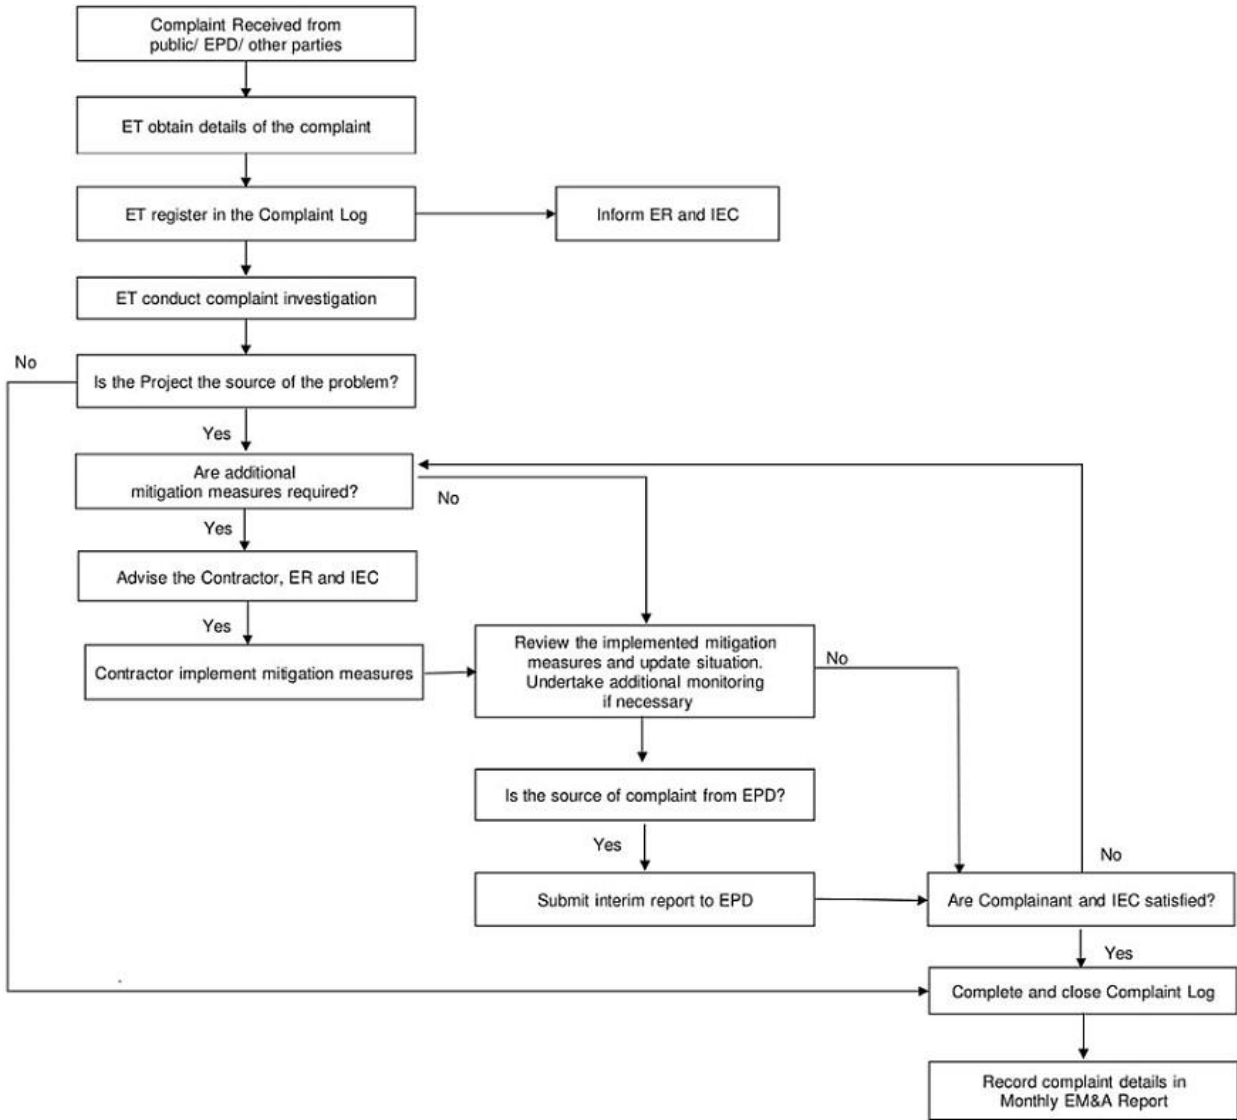 Complaint Received from
public/ EPD/ other parties
ET obtain details of the complaint
ET register in the Complaint Log
Inform ER and IEC
ET conduct complaint investigation
No
Is the Project the source of the problem?
Yes
Are additional
mitigation measures required?
No
Yes
Advise the Contractor, ER and IEC
Yes
Contractor implement mitigation measures
Review the implemented mitigation
measures and update situation.
Undertake additional monitoring
if necessary
No
Is the source of complaint from EPD?
Yes
No
Submit interim report to EPD
Are Complainant and IEC satisfied?
Yes
Complete and close Complaint Log
Record complaint details in
Monthly EM&A Report